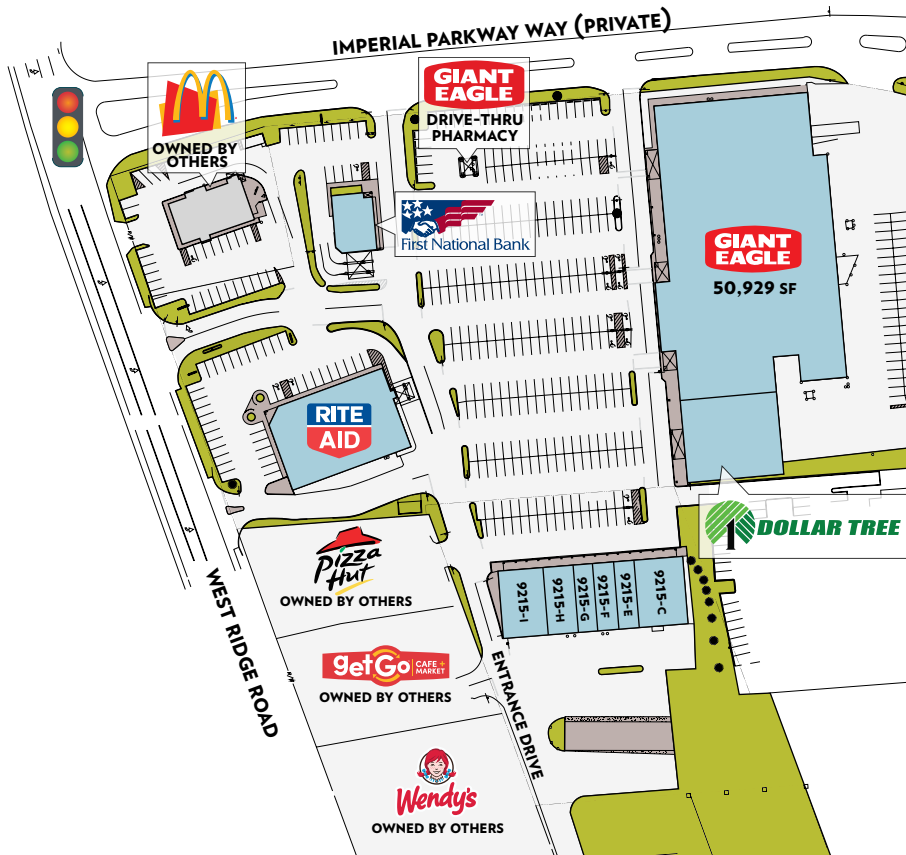 IMPERIAL PARKWAY WAY (PRIVATE)
OWNED BY
OTHERS
GIANT
EAGLE
DRIVE-THRU
PHARMACY
First National Bank
GIANT
EAGLE
50,929 SF
RITE
AID
DOLLAR TREE
Pizza
Hut
OWNED BY OTHERS
9215-I
9215-H
9215-G
9215-F
9215-E
9215-C
WEST RIDGE ROAD
getGo
CAFE +
MARKET
OWNED BY OTHERS
ENTRANCE DRIVE
Wendy's
OWNED BY OTHERS